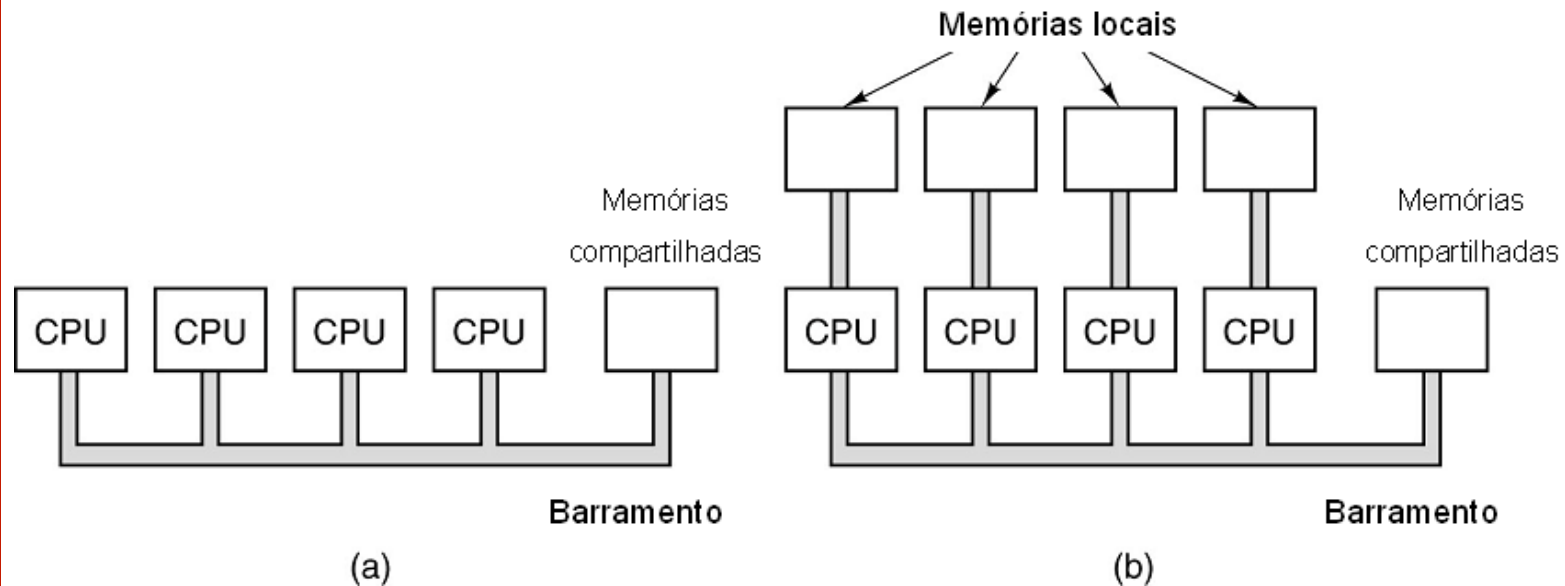 Memórias locais
Memórias
compartilhadas
Memórias
compartilhadas
CPU CPU CPU CPU
CPU CPU CPU CPU
Barramento
Barramento
(a)
(b)